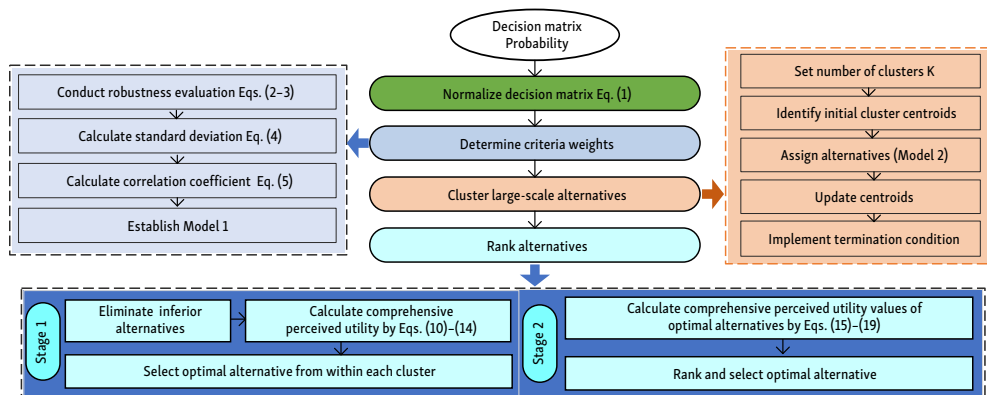 Decision matrix
Probability
Normalize decision matrix Eq. (1)
Determine criteria weights
Cluster large-scale alternatives
Rank alternatives
Conduct robustness evaluation Eqs. (2–3)
Calculate standard deviation Eq. (4)
Calculate correlation coefficient Eq. (5)
Establish Model 1
Set number of clusters K
Identify initial cluster centroids
Assign alternatives (Model 2)
Update centroids
Implement termination condition
Stage 1
Eliminate inferior
alternatives
Calculate comprehensive
perceived utility by Eqs. (10)–(14)
Select optimal alternative from within each cluster
Stage 2
Calculate comprehensive perceived utility values of
optimal alternatives by Eqs. (15)–(19)
Rank and select optimal alternative